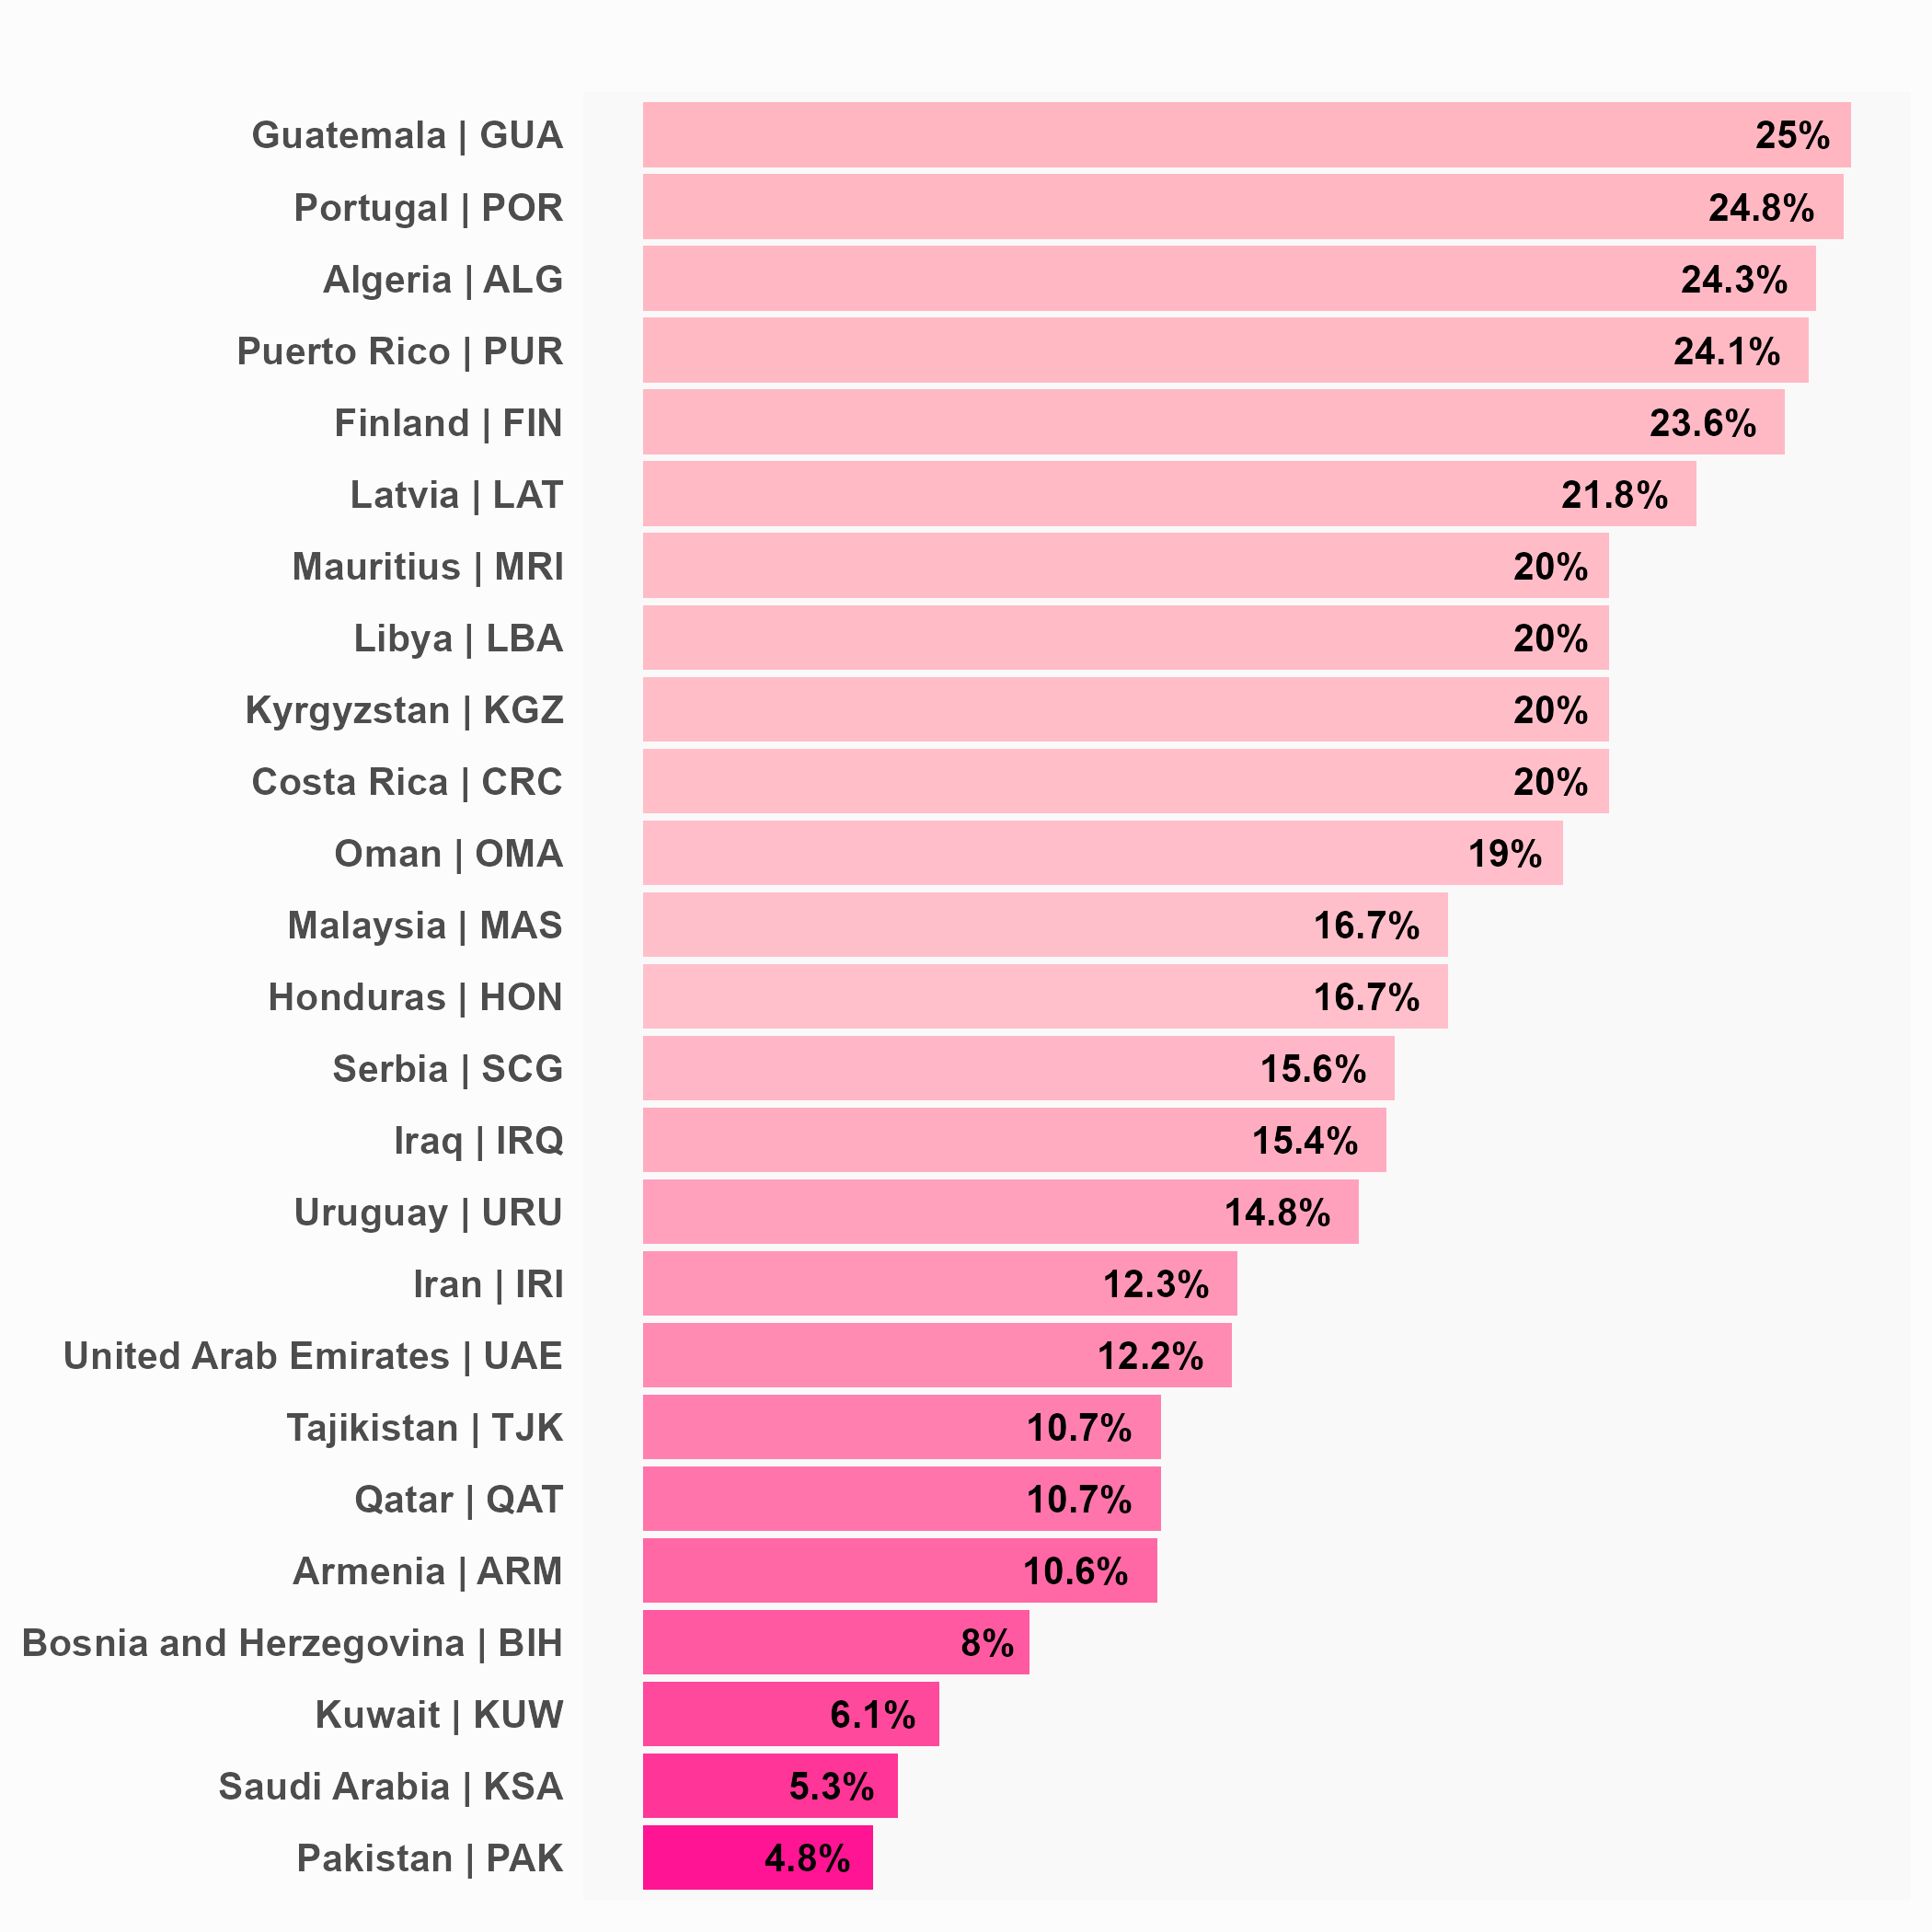 Guatemala | GUA 25%
Portugal | POR 24.8%
Algeria | ALG 24.3%
Puerto Rico | PUR 24.1%
Finland | FIN 23.6%
Latvia | LAT 21.8%
Mauritius | MRI 20%
Libya | LBA 20%
Kyrgyzstan | KGZ 20%
Costa Rica | CRC 20%
Oman | OMA 19%
Malaysia | MAS 16.7%
Honduras | HON 16.7%
Serbia | SCG 15.6%
Iraq | IRQ 15.4%
Uruguay | URU 14.8%
Iran | IRI 12.3%
United Arab Emirates | UAE 12.2%
Tajikistan | TJK 10.7%
Qatar | QAT 10.7%
Armenia | ARM 10.6%
Bosnia and Herzegovina | BIH 8%
Kuwait | KUW 6.1%
Saudi Arabia | KSA 5.3%
Pakistan | PAK 4.8%